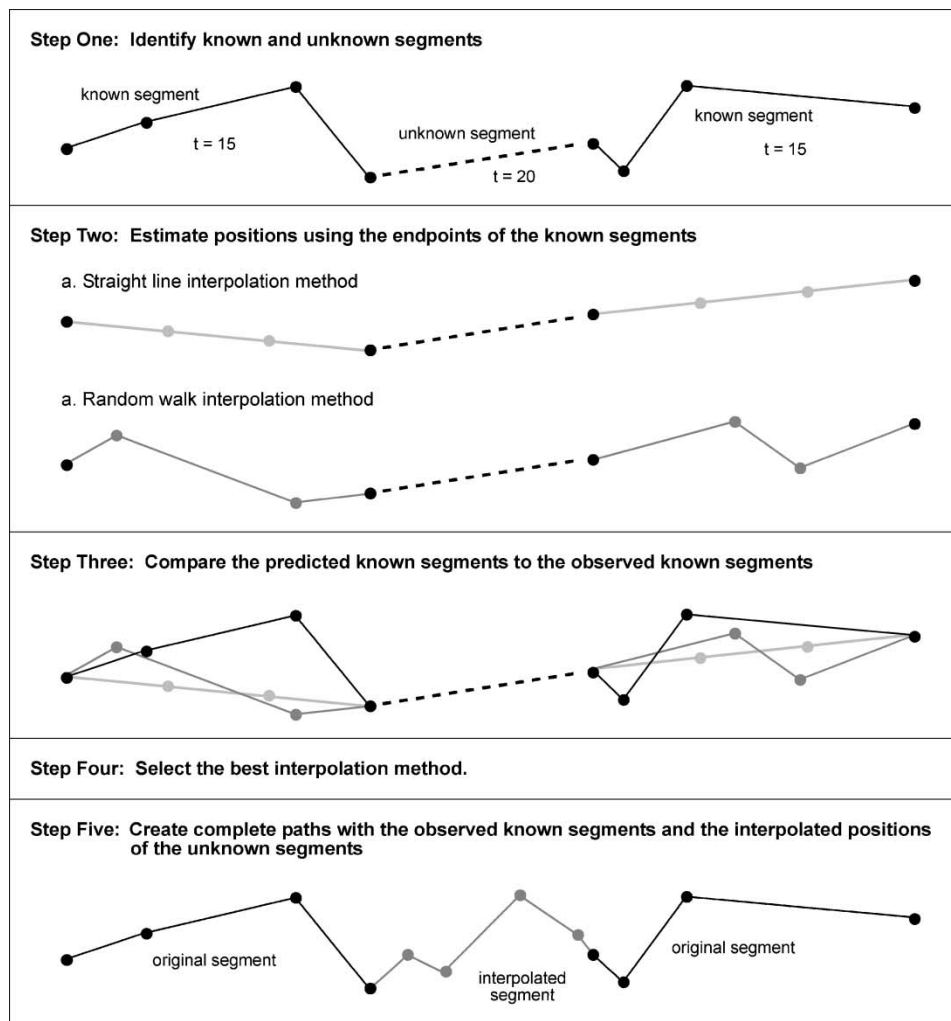 Step One: Identify known and unknown segments
known segment
t = 15
unknown segment
t = 20
known segment
t = 15
Step Two: Estimate positions using the endpoints of the known segments
a. Straight line interpolation method
a. Random walk interpolation method
Step Three: Compare the predicted known segments to the observed known segments
Step Four: Select the best interpolation method.
Step Five: Create complete paths with the observed known segments and the interpolated positions
of the unknown segments
original segment
interpolated
segment
original segment